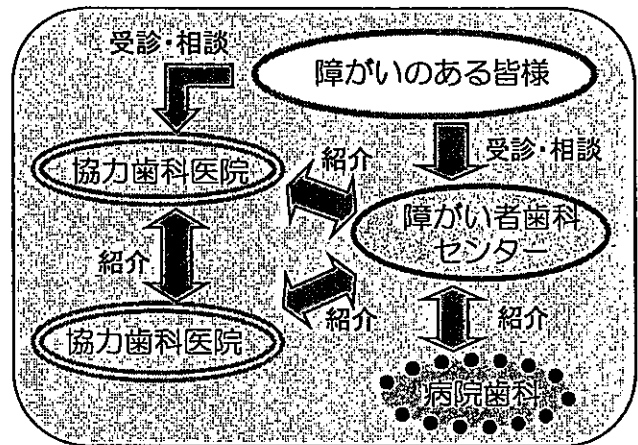 受診・相談
障がいのある皆様
協力歯科医院
紹介
受診・相談
障がい者歯科
センター
紹介
協力歯科医院
紹介
紹介
病院歯科